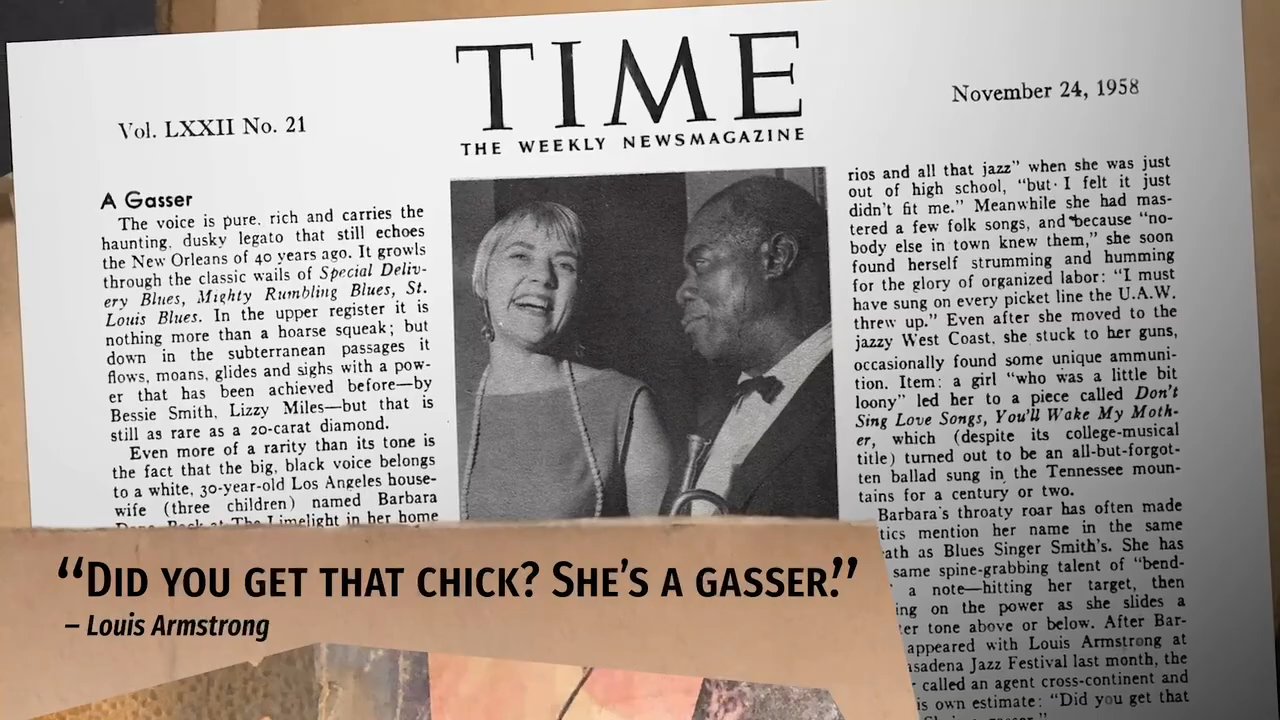 Vol. LXXII No. 21
TIME
THE WEEKLY NEWSMAGAZINE
November 24, 1958
A Gasser
The voice is pure, rich and carries the
haunting, dusky legato that still echoes
the New Orleans of 40 years ago. It growls
through the classic wails of Special Deliv-
ery Blues, Mighty Rumbling Blues, St.
Louis Blues. In the upper register it is
nothing more than a hoarse squeak; but
down in the subterranean passages it
flows, moans, glides and sighs with a pow-
er that has been achieved before—by
Bessie Smith, Lizzy Miles—but that is
still as rare as a 20-carat diamond.
Even more of a rarity than its tone is
the fact that the big, black voice belongs
to a white, 30-year-old Los Angeles house-
wife (three children) named Barbara
at The Limelight in her home
rios and all that jazz" when she was just
out of high school, "but I felt it just
didn't fit me." Meanwhile she had mas-
tered a few folk songs, and because "no-
body else in town knew them," she soon
found herself strumming and humming
for the glory of organized labor: "I must
have sung on every picket line the U.A.W.
threw up." Even after she moved to the
jazzy West Coast, she stuck to her guns,
occasionally found some unique ammuni-
tion. Item: a girl "who was a little bit
loony" led her to a piece called Don't
Sing Love Songs, You'll Wake My Moth-
er, which (despite its college-musical
title) turned out to be an all-but-forgot-
ten ballad sung in the Tennessee moun-
tains for a century or two.
Barbara's throaty roar has often made
tics mention her name in the same
eath as Blues Singer Smith's. She has
same spine-grabbing talent of "bend-
a note—hitting her target, then
ing on the power as she slides a
ter tone above or below. After Bar-
appeared with Louis Armstrong at
asadena Jazz Festival last month, the
called an agent cross-continent and
is own estimate: "Did you get that
"Did you get that chick? She's a gasser."
– Louis Armstrong